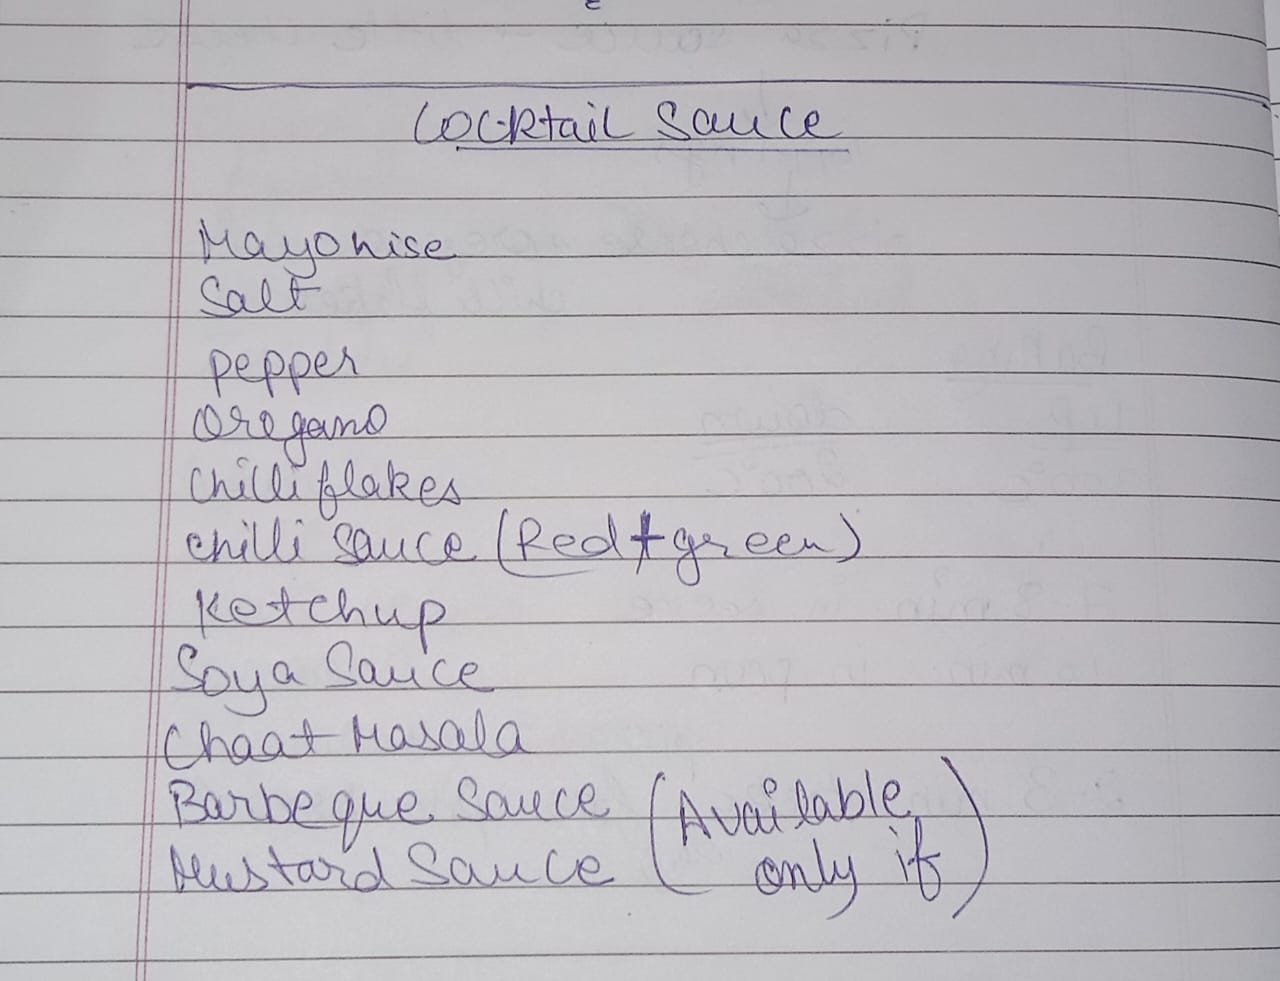 Cocktail Sauce
Mayonise
Salt
pepper
Oregano
chilli flakes
chilli sauce (Red + green)
Ketchup
Soya Sauce
Chaat Masala
Barbeque Sauce (Available
Mustard Sauce only if)